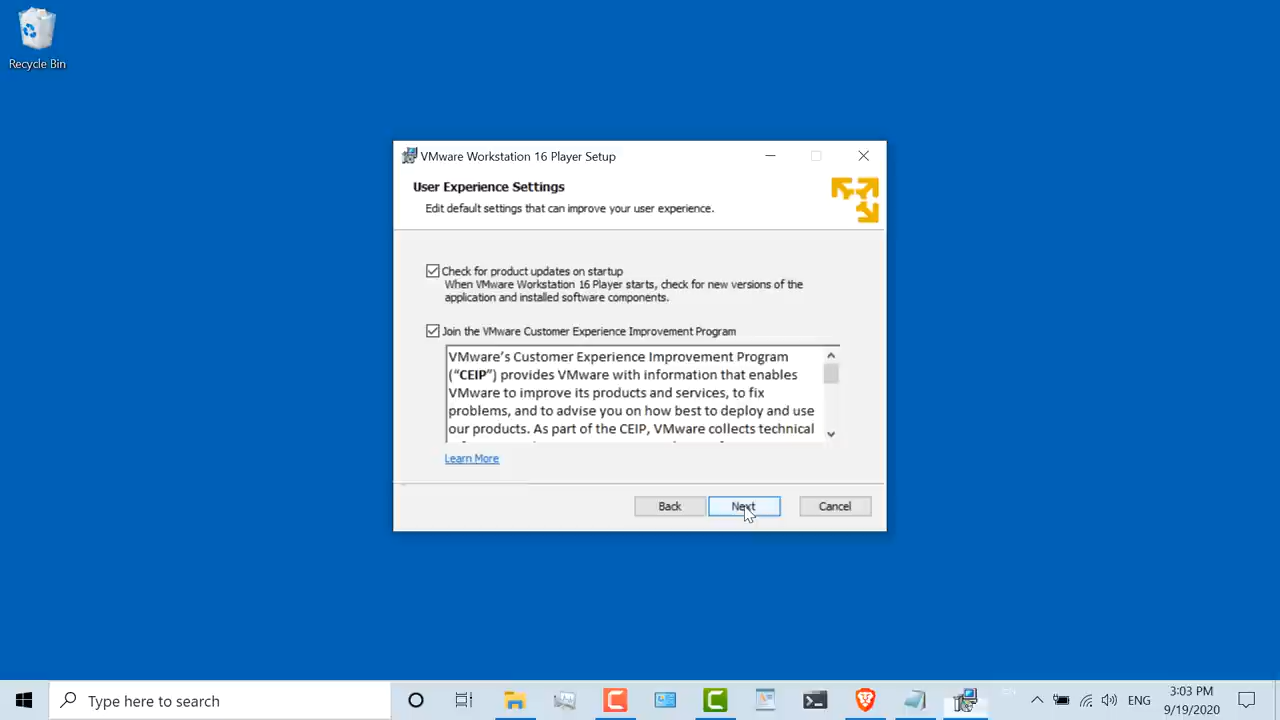 Recycle Bin
VMware Workstation 16 Player Setup
User Experience Settings
Edit default settings that can improve your user experience.
Check for product updates on startup
When VMware Workstation 16 Player starts, check for new versions of the
application and installed software components.
Join the VMware Customer Experience Improvement Program
VMware's Customer Experience Improvement Program
("CEIP") provides VMware with information that enables
VMware to improve its products and services, to fix
problems, and to advise you on how best to deploy and use
our products. As part of the CEIP, VMware collects technical
Learn More
Back
Next
Cancel
Type here to search
ENG
3:03 PM
9/19/2020